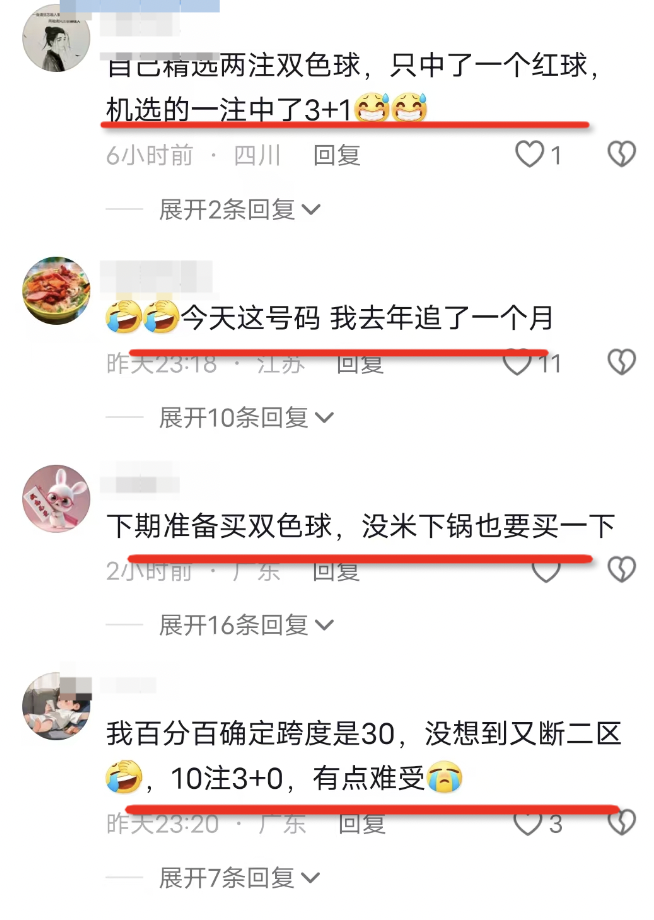 自己精选两注双色球，只中了一个红球，
机选的一注中了3+1😅😅
6小时前 · 四川 回复 1
展开2条回复
🤣🤣今天这号码 我去年追了一个月
昨天23:18 · 江苏 回复 11
展开10条回复
下期准备买双色球，没米下锅也要买一下
2小时前 · 广东 回复
展开16条回复
我百分百确定跨度是30，没想到又断二区
🤣，10注3+0，有点难受😭
昨天23:20 · 广东 回复 3
展开7条回复